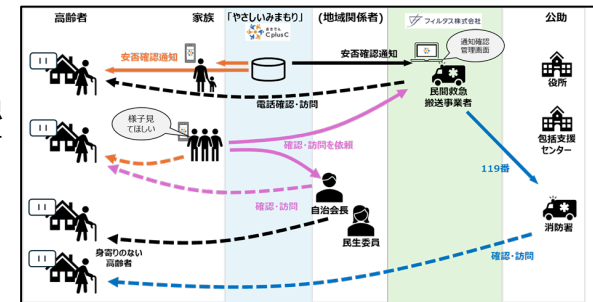 高齢者
家族
「やさしいみまもり」
(地域関係者)
公助
C plus C
フィルダス株式会社
安否確認通知
安否確認通知
通知確認
管理画面
役所
電話確認・訪問
民間救急
搬送事業者
様子見
てほしい
確認・訪問を依頼
包括支援
センター
119番
確認・訪問
自治会長
民生委員
消防署
身寄りのない
高齢者
確認・訪問